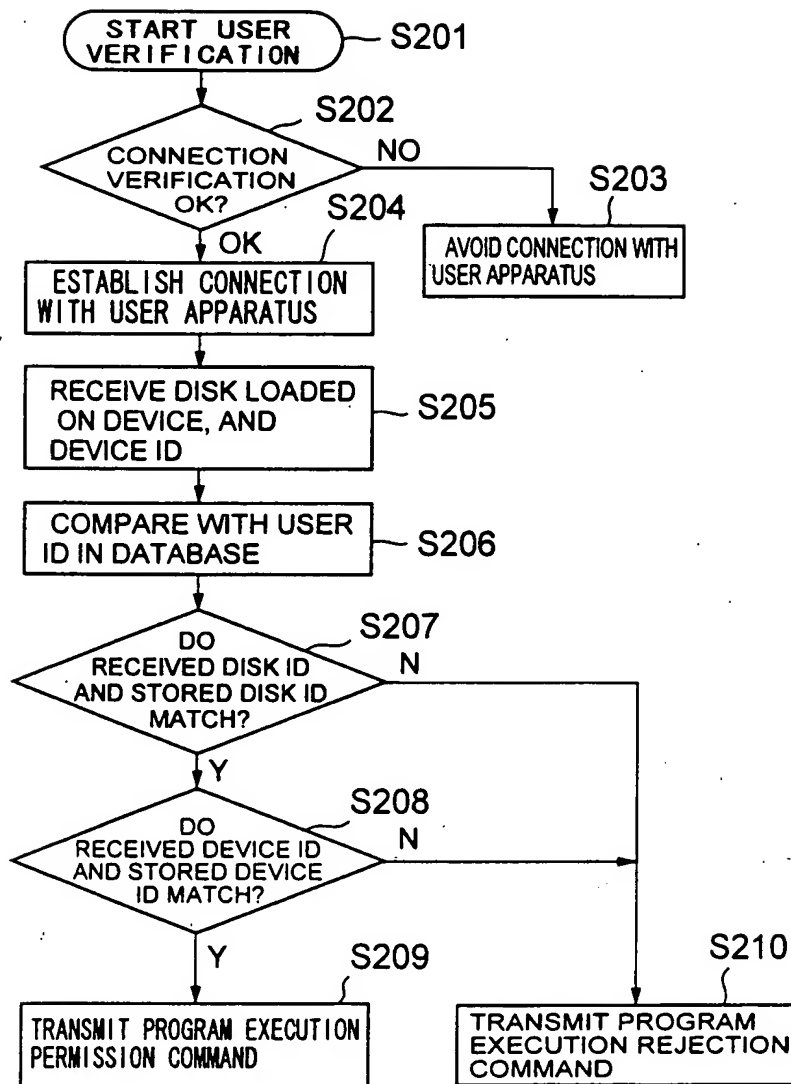 START USER
VERIFICATION
S201
S202
CONNECTION
VERIFICATION
OK?
NO
S203
AVOID CONNECTION WITH
USER APPARATUS
OK
S204
ESTABLISH CONNECTION
WITH USER APPARATUS
RECEIVE DISK LOADED
ON DEVICE, AND
DEVICE ID
S205
COMPARE WITH USER
ID IN DATABASE
S206
S207
DO
RECEIVED DISK ID
AND STORED DISK ID
MATCH?
N
Y
S208
DO
RECEIVED DEVICE ID
AND STORED DEVICE
ID MATCH?
N
Y
S209
TRANSMIT PROGRAM EXECUTION
PERMISSION COMMAND
S210
TRANSMIT PROGRAM
EXECUTION REJECTION
COMMAND